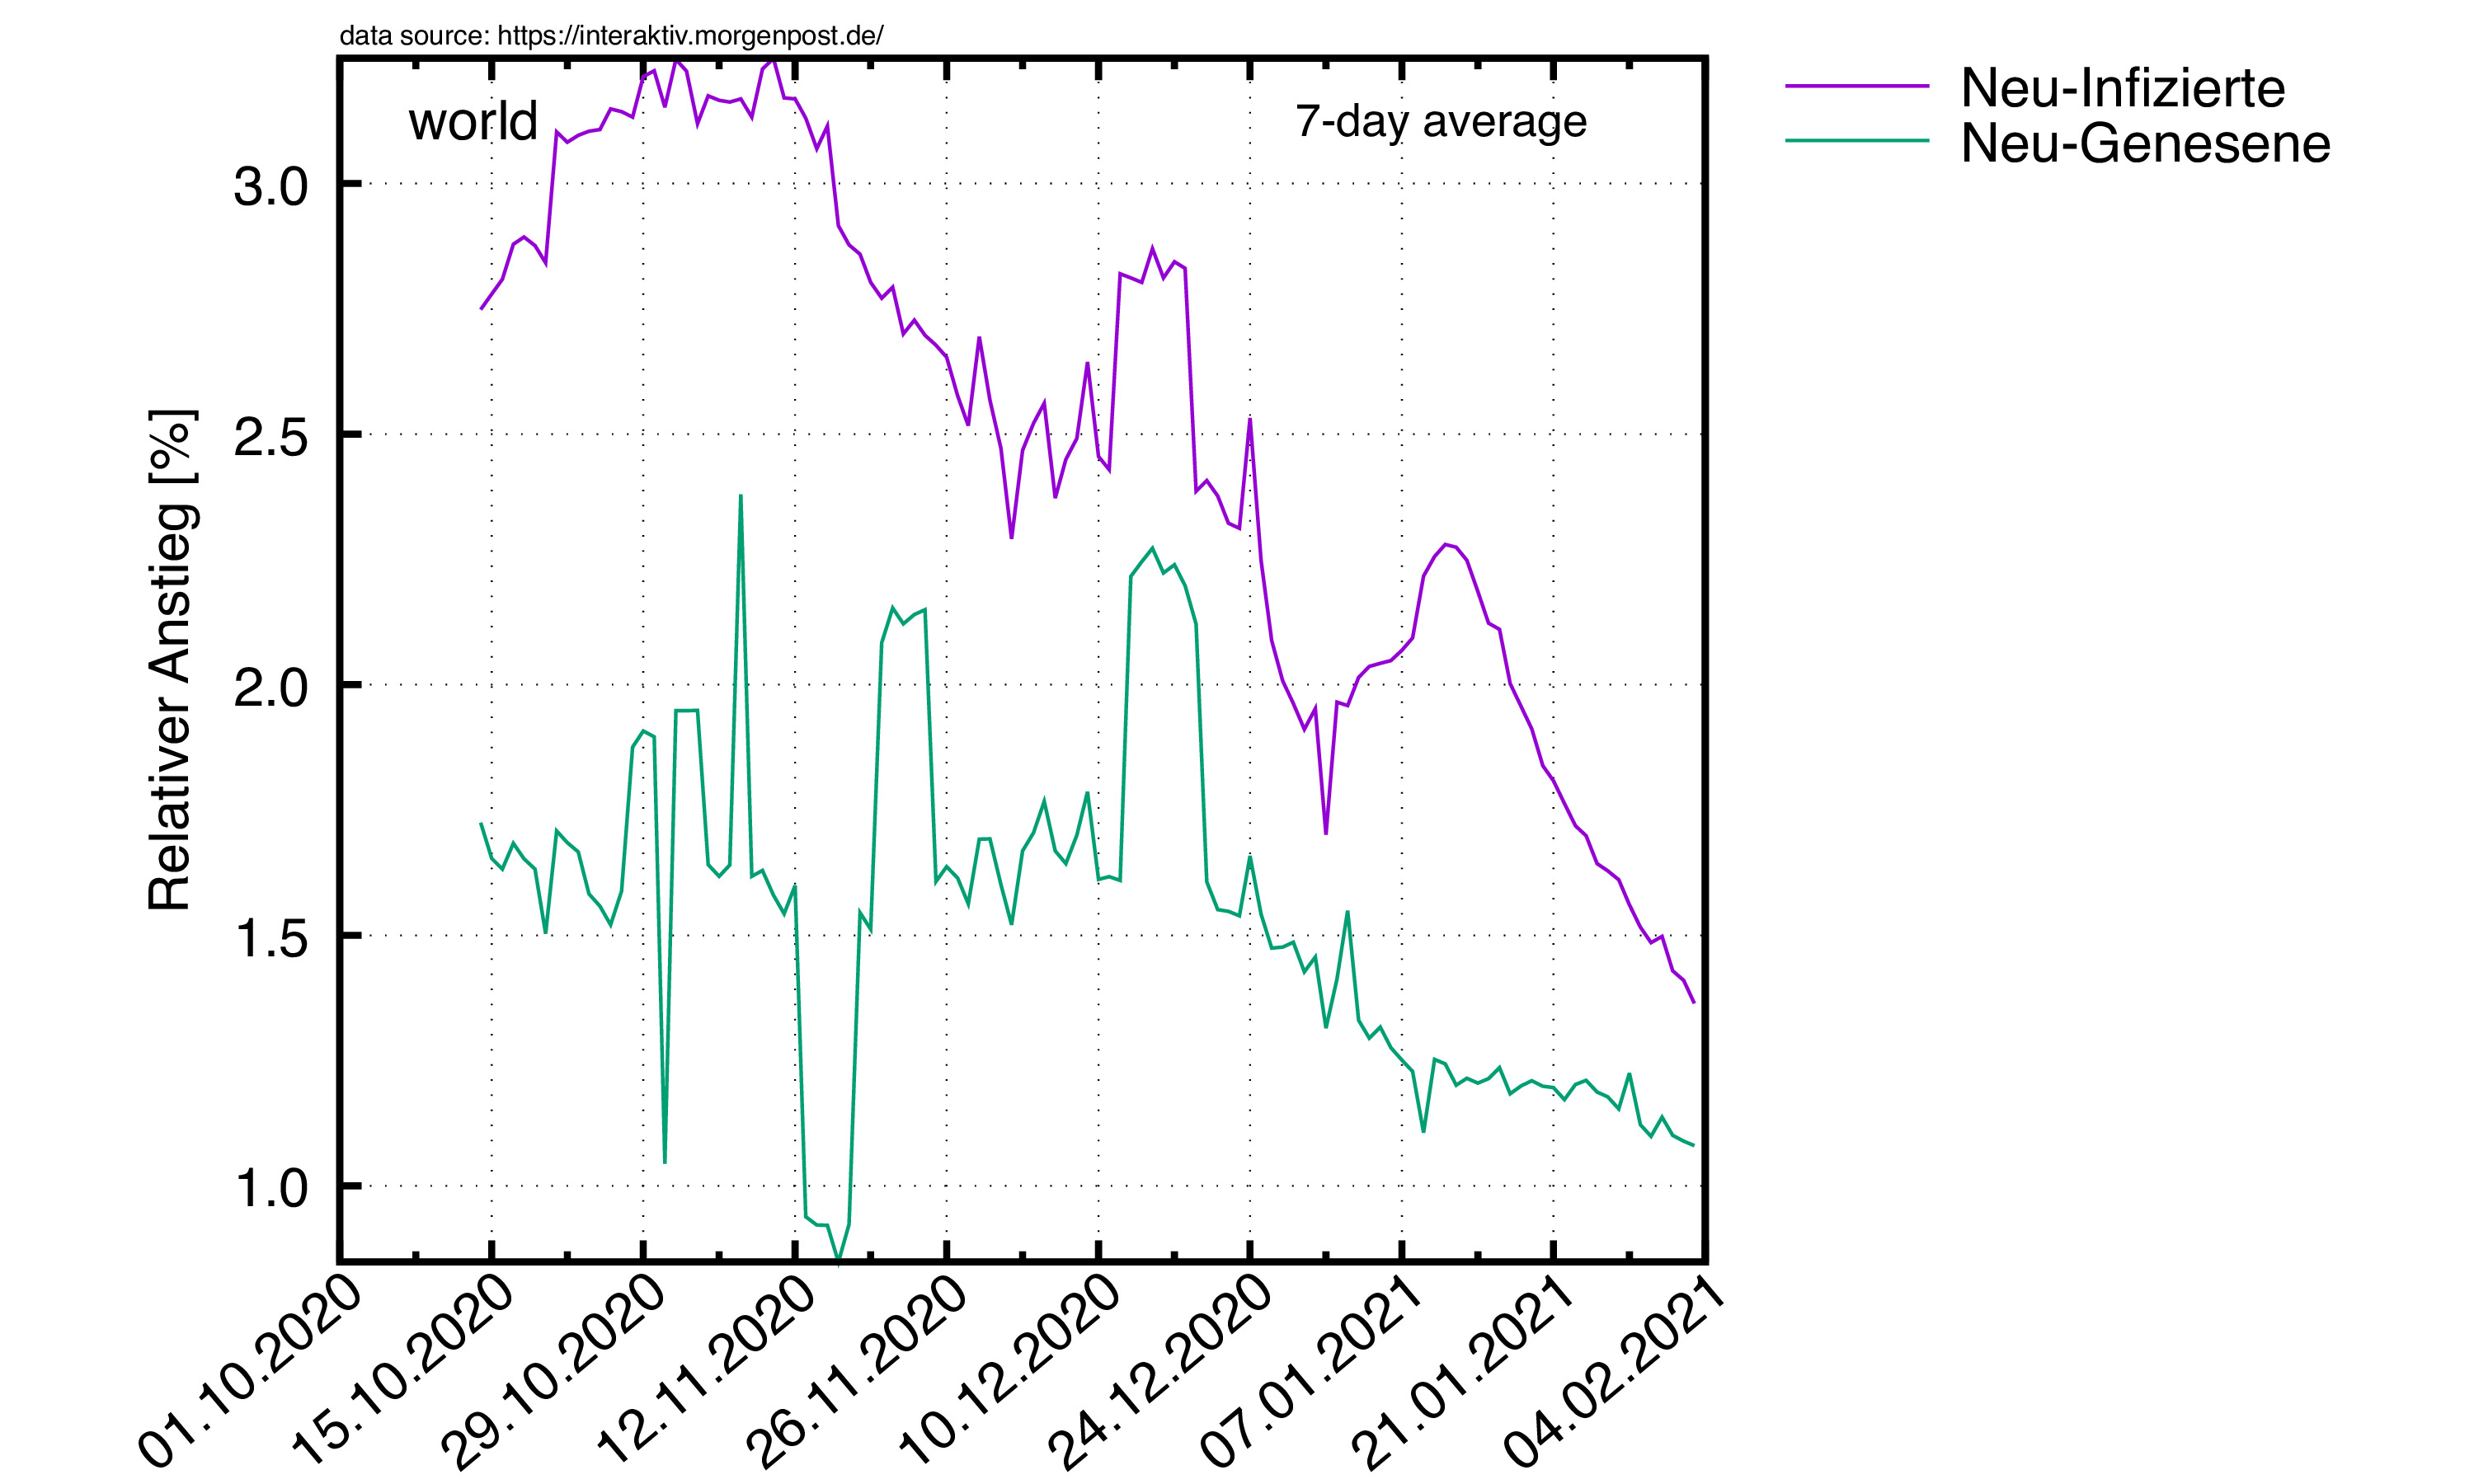 data source: https://interaktiv.morgenpost.de/
world
7-day average
Neu-Infizierte
Neu-Genesene
Relativer Anstieg [%]
3.0
2.5
2.0
1.5
1.0
01.10.2020
15.10.2020
29.10.2020
12.11.2020
26.11.2020
10.12.2020
24.12.2020
07.01.2021
21.01.2021
04.02.2021